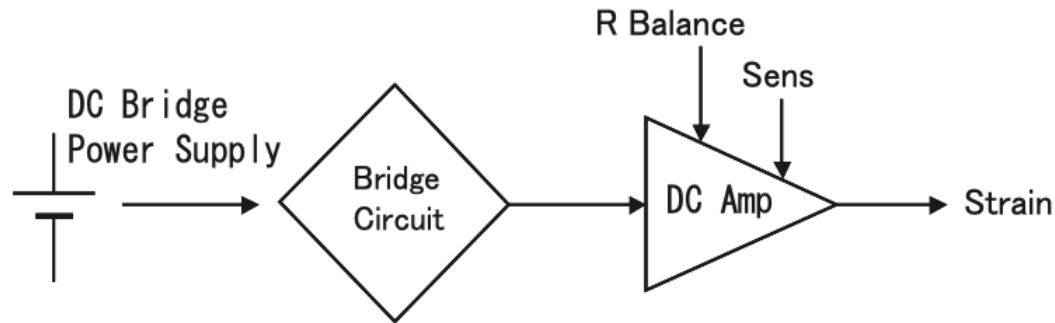 R Balance
Sens
DC Bridge
Power Supply
Bridge
Circuit
DC Amp
Strain